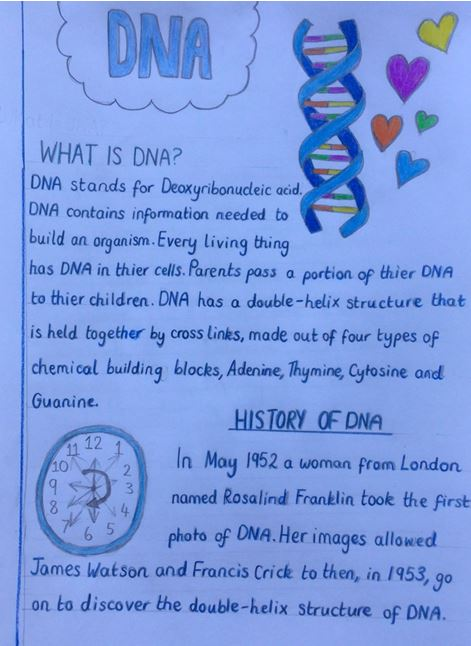 DNA
WHAT IS DNA?
DNA stands for Deoxyribonucleic acid.
DNA contains information needed to
build an organism. Every living thing
has DNA in thier cells. Parents pass a portion of thier DNA
to thier children. DNA has a double-helix structure that
is held together by cross links, made out of four types of
chemical building blocks, Adenine, Thymine, Cytosine and
Guanine.
HISTORY OF DNA
In May 1952 a woman from London
named Rosalind Franklin took the first
photo of DNA. Her images allowed
James Watson and Francis Crick to then, in 1953, go
on to discover the double-helix structure of DNA.
12
11 1
10 2
9 3
8 4
7 5
6